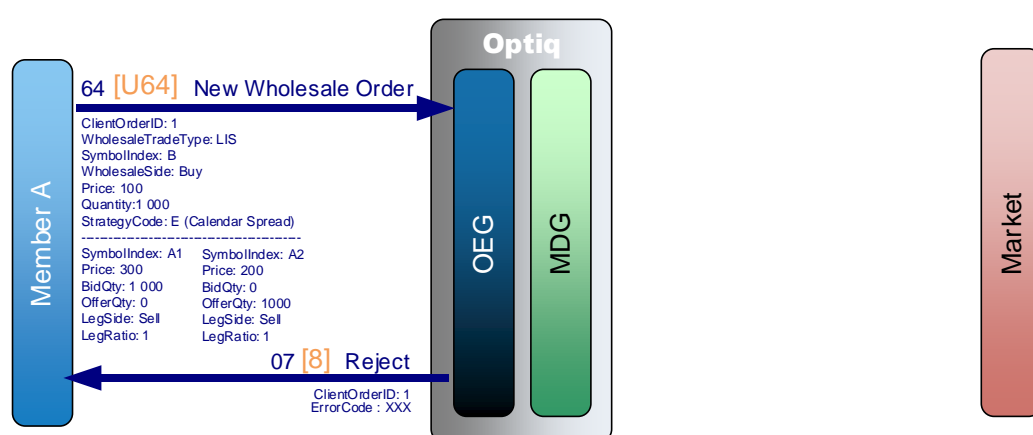 Optiq
64 [U64] New Wholesale Order
ClientOrderID: 1
WholesaleTradeType: LIS
SymbolIndex: B
WholesaleSide: Buy
Price: 100
Quantity:1 000
StrategyCode: E (Calendar Spread)
--------------------------------------------
SymbolIndex: A1 SymbolIndex: A2
Price: 300 Price: 200
BidQty: 1 000 BidQty: 0
OfferQty: 0 OfferQty: 1000
LegSide: Sell LegSide: Sell
LegRatio: 1 LegRatio: 1
07 [8] Reject
ClientOrderID: 1
ErrorCode : XXX
Member A
OEG
MDG
Market